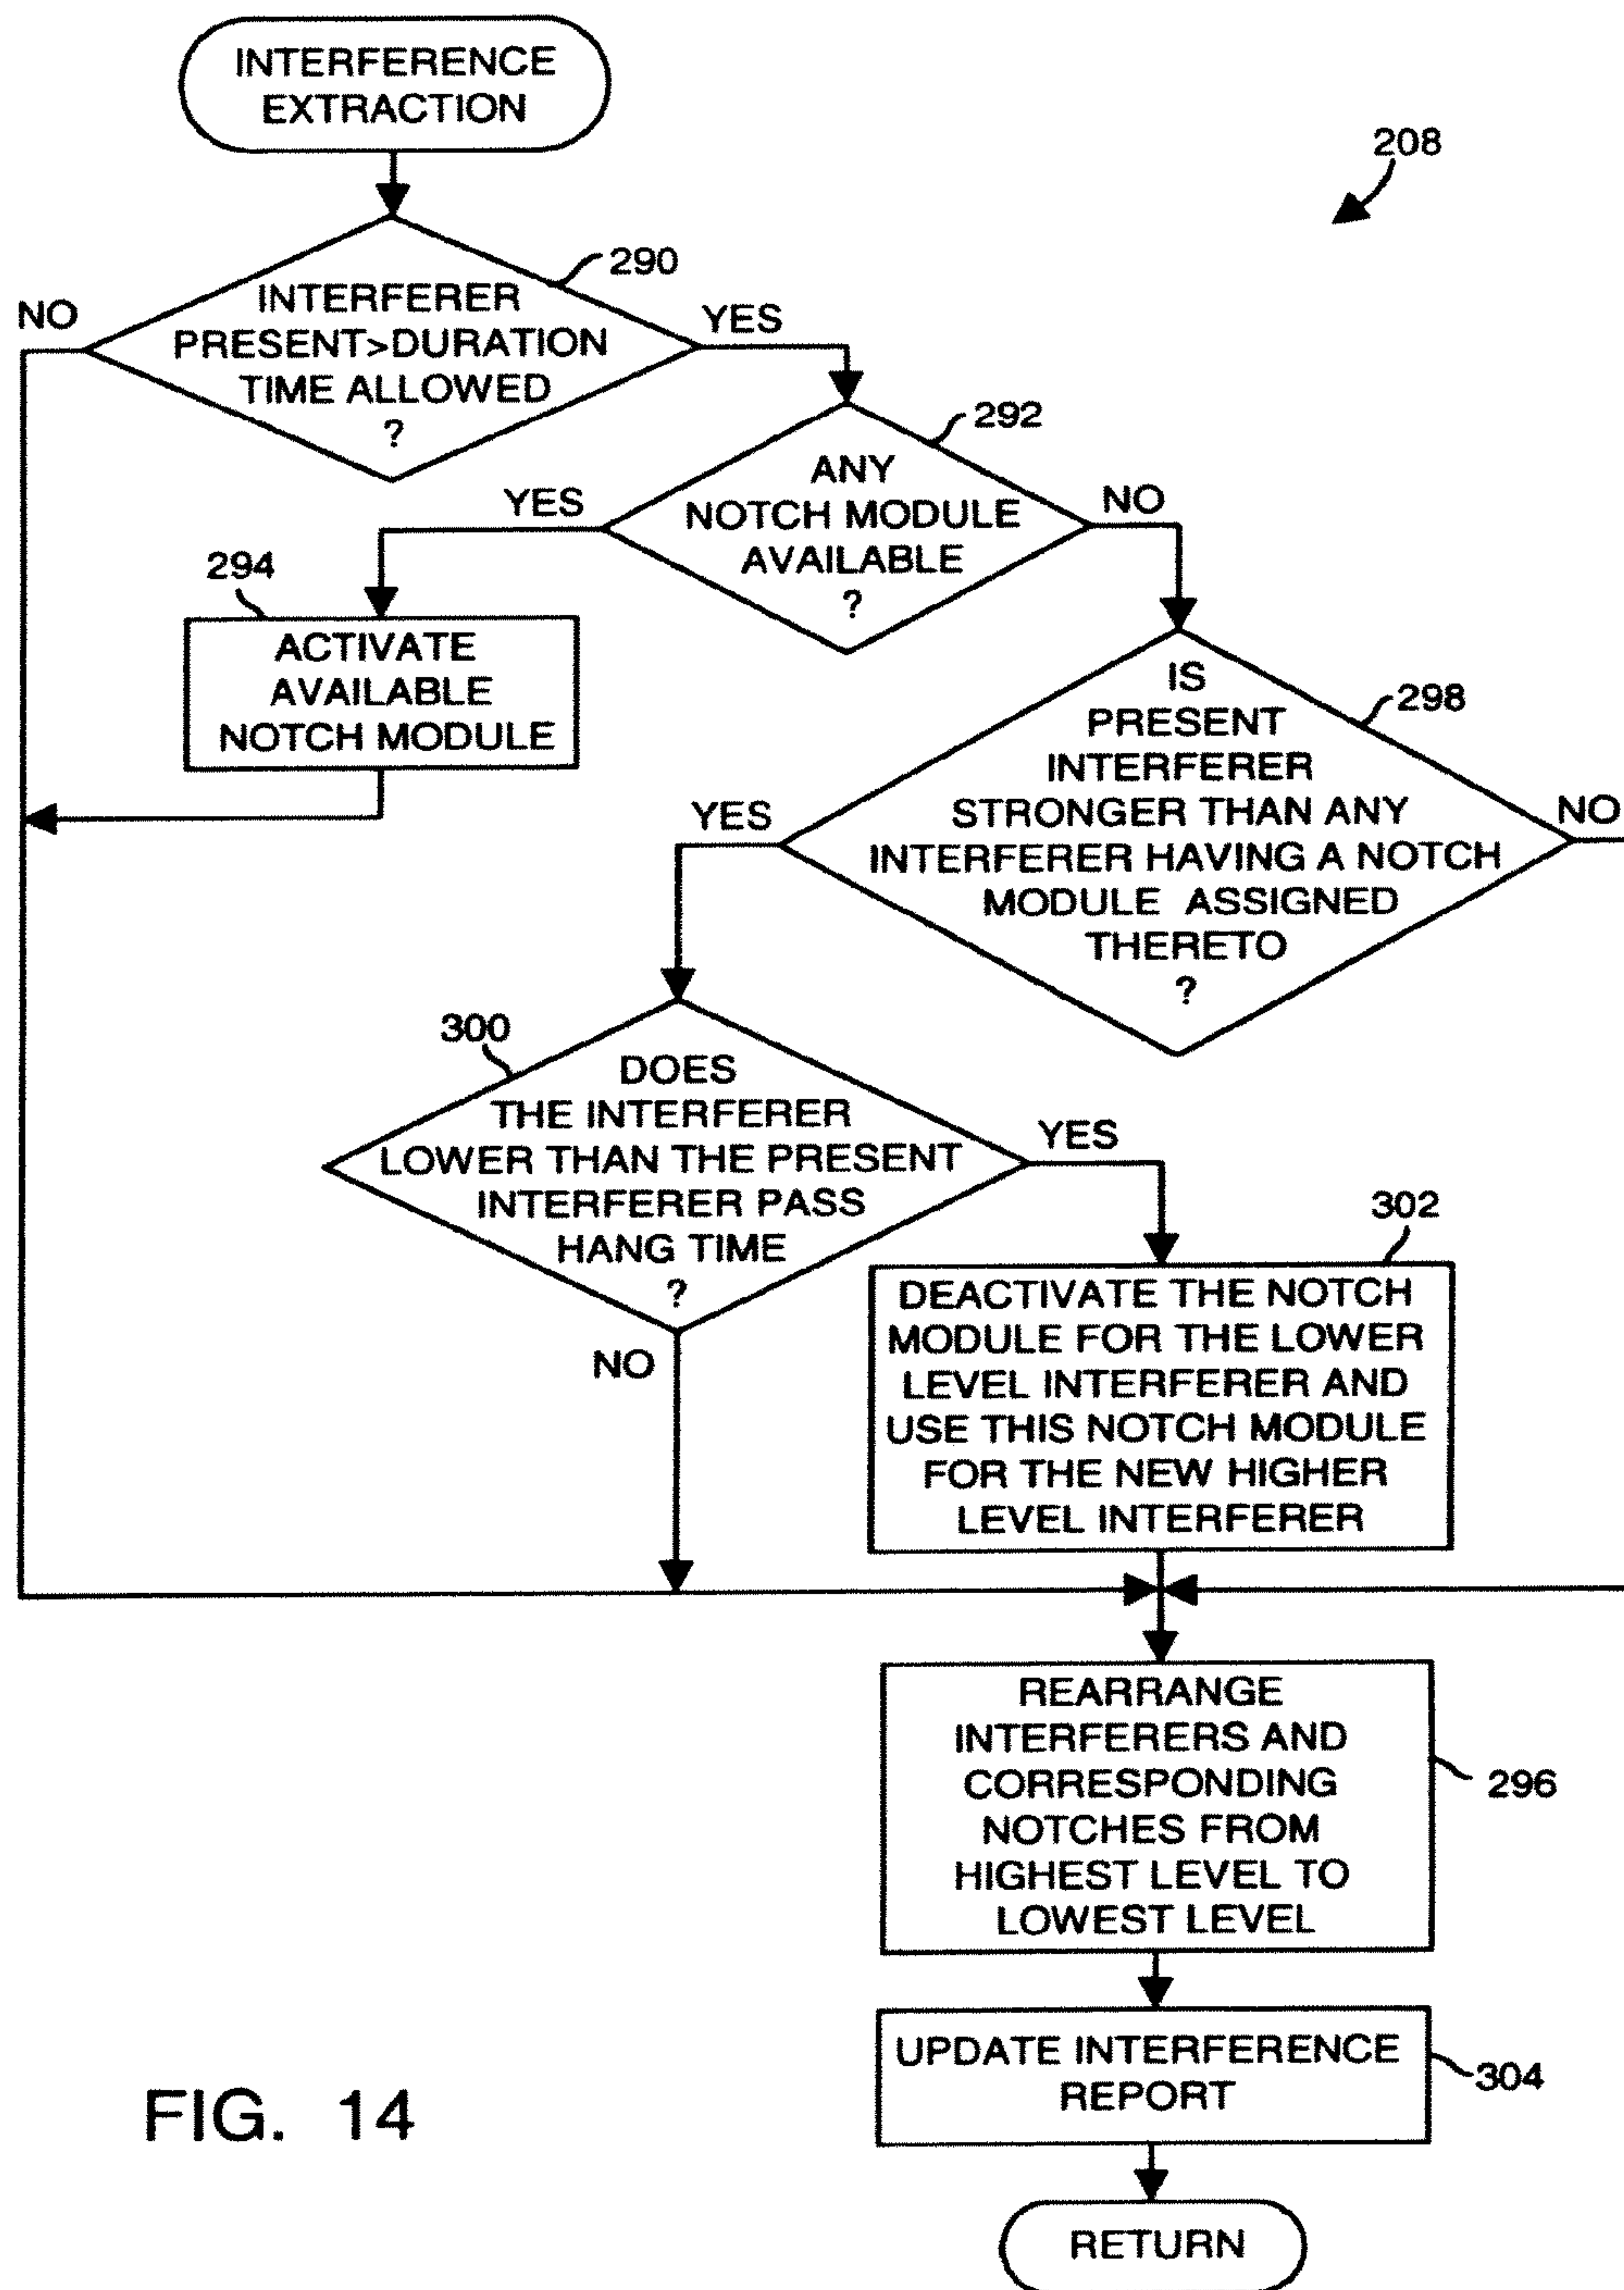 INTERFERENCE
EXTRACTION
208
290
NO
INTERFERER
PRESENT>DURATION
TIME ALLOWED
?
YES
292
ANY
NOTCH MODULE
AVAILABLE
?
YES
NO
294
ACTIVATE
AVAILABLE
NOTCH MODULE
IS
PRESENT
INTERFERER
STRONGER THAN ANY
INTERFERER HAVING A NOTCH
MODULE ASSIGNED
THERETO
?
298
YES
NO
300
DOES
THE INTERFERER
LOWER THAN THE PRESENT
INTERFERER PASS
HANG TIME
?
YES
NO
302
DEACTIVATE THE NOTCH
MODULE FOR THE LOWER
LEVEL INTERFERER AND
USE THIS NOTCH MODULE
FOR THE NEW HIGHER
LEVEL INTERFERER
REARRANGE
INTERFERERS AND
CORRESPONDING
NOTCHES FROM
HIGHEST LEVEL TO
LOWEST LEVEL
296
UPDATE INTERFERENCE
REPORT
304
FIG. 14
RETURN